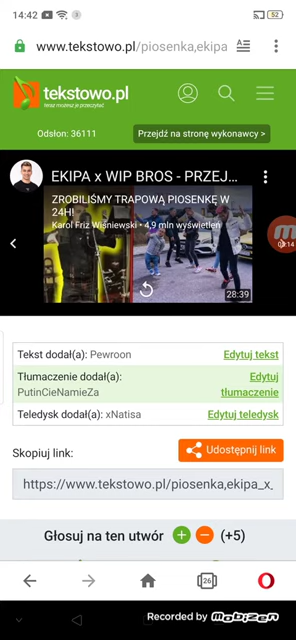 14:42
3
52
www.tekstowo.pl/piosenka,ekipa
tekstowo.pl
teraz możesz je przeczytać
Odsłon: 36111
Przejdź na stronę wykonawcy >
EKIPA x WIP BROS - PRZEJ...
ZROBILIŚMY TRAPOWĄ PIOSENKĘ W
24H!
Karol Friz Wiśniewski • 4,9 mln wyświetleń
28:39
Tekst dodał(a): Pewroon
Edytuj tekst
Tłumaczenie dodał(a):
PutinCieNamieZa
Edytuj
tłumaczenie
Teledysk dodał(a): xNatisa
Edytuj teledysk
Skopiuj link:
Udostępnij link
https://www.tekstowo.pl/piosenka,ekipa_x_
Głosuj na ten utwór (+5)
26
Recorded by Mobizen